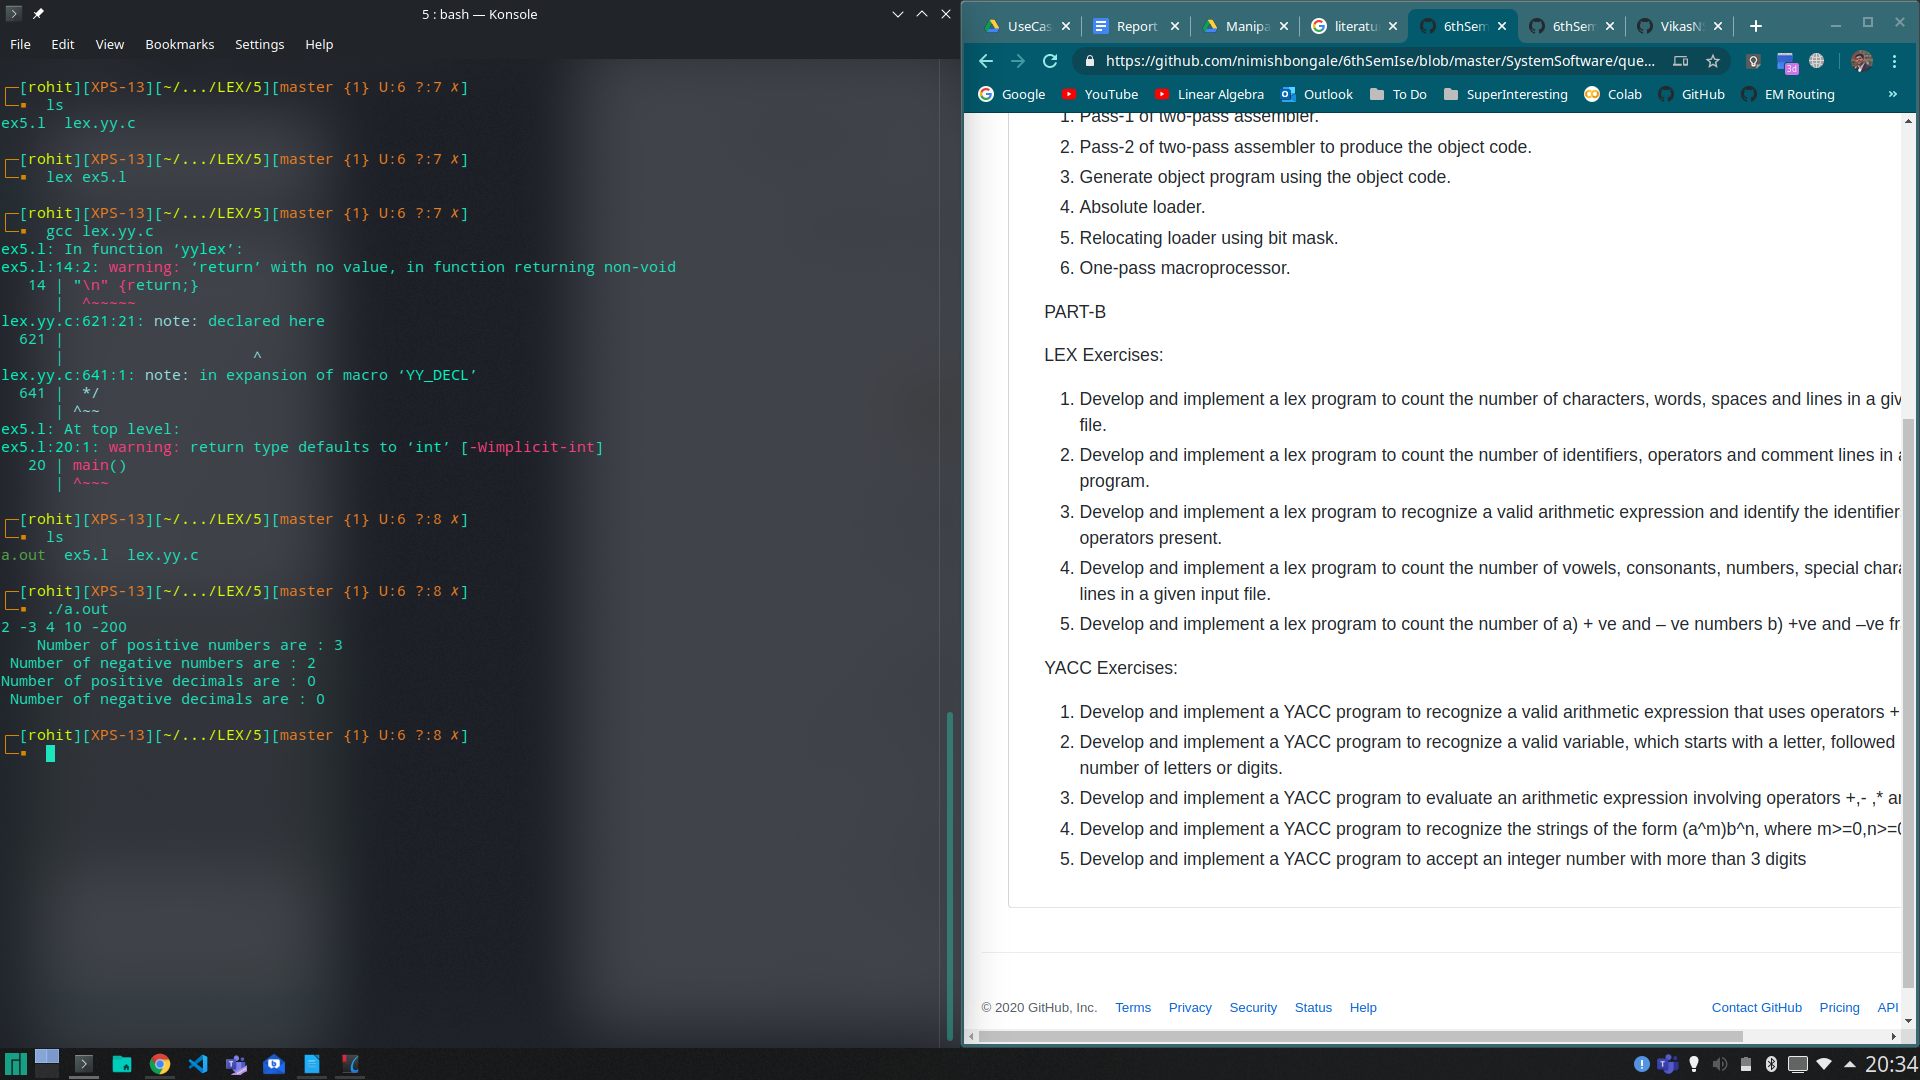 5 : bash — Konsole
File Edit View Bookmarks Settings Help
[rohit][XPS-13][~/.../LEX/5][master {1} U:6 ?:7 ✗]
ls
ex5.l lex.yy.c
[rohit][XPS-13][~/.../LEX/5][master {1} U:6 ?:7 ✗]
lex ex5.l
[rohit][XPS-13][~/.../LEX/5][master {1} U:6 ?:7 ✗]
gcc lex.yy.c
ex5.l: In function ‘yylex’:
ex5.l:14:2: warning: ‘return’ with no value, in function returning non-void
14 | "\n" {return;}
| ^~~~~~
lex.yy.c:621:21: note: declared here
621 |
| ^
lex.yy.c:641:1: note: in expansion of macro ‘YY_DECL’
641 | */
| ^~~
ex5.l: At top level:
ex5.l:20:1: warning: return type defaults to ‘int’ [-Wimplicit-int]
20 | main()
| ^~~~
[rohit][XPS-13][~/.../LEX/5][master {1} U:6 ?:8 ✗]
ls
a.out ex5.l lex.yy.c
[rohit][XPS-13][~/.../LEX/5][master {1} U:6 ?:8 ✗]
./a.out
2 -3 4 10 -200
Number of positive numbers are : 3
Number of negative numbers are : 2
Number of positive decimals are : 0
Number of negative decimals are : 0
[rohit][XPS-13][~/.../LEX/5][master {1} U:6 ?:8 ✗]
UseCas Report Manipa literatu 6thSem 6thSem VikasN
https://github.com/nimishbongale/6thSemIse/blob/master/SystemSoftware/que... 3d
Google YouTube Linear Algebra Outlook To Do SuperInteresting Colab GitHub EM Routing »
1. Pass-1 of two-pass assembler.
2. Pass-2 of two-pass assembler to produce the object code.
3. Generate object program using the object code.
4. Absolute loader.
5. Relocating loader using bit mask.
6. One-pass macroprocessor.
PART-B
LEX Exercises:
1. Develop and implement a lex program to count the number of characters, words, spaces and lines in a giv
file.
2. Develop and implement a lex program to count the number of identifiers, operators and comment lines in a
program.
3. Develop and implement a lex program to recognize a valid arithmetic expression and identify the identifier
operators present.
4. Develop and implement a lex program to count the number of vowels, consonants, numbers, special chara
lines in a given input file.
5. Develop and implement a lex program to count the number of a) + ve and – ve numbers b) +ve and –ve fr
YACC Exercises:
1. Develop and implement a YACC program to recognize a valid arithmetic expression that uses operators +
2. Develop and implement a YACC program to recognize a valid variable, which starts with a letter, followed
number of letters or digits.
3. Develop and implement a YACC program to evaluate an arithmetic expression involving operators +,- ,* an
4. Develop and implement a YACC program to recognize the strings of the form (a^m)b^n, where m>=0,n>=0
5. Develop and implement a YACC program to accept an integer number with more than 3 digits
© 2020 GitHub, Inc. Terms Privacy Security Status Help Contact GitHub Pricing API
20:34